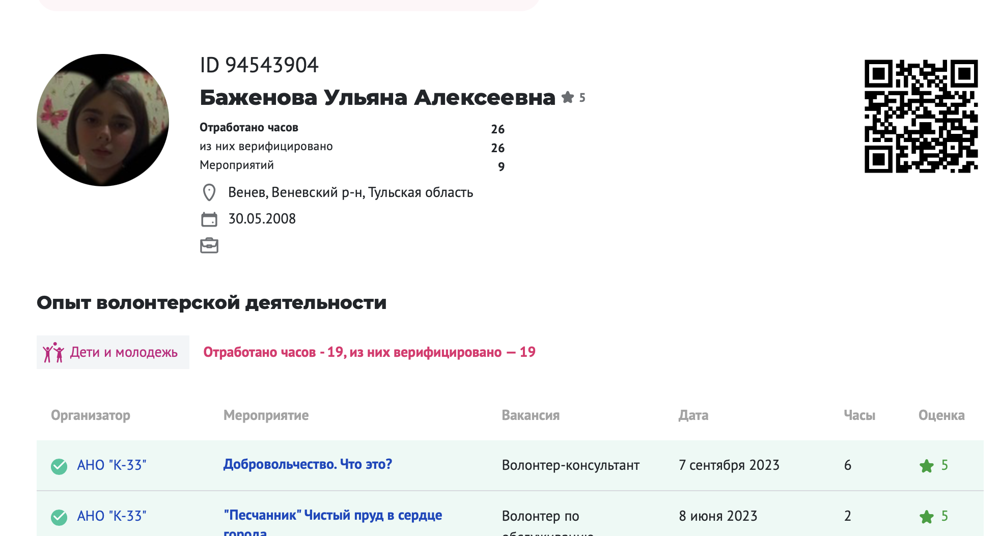 ID 94543904
Баженова Ульяна Алексеевна 5
Отработано часов 26
из них верифицировано 26
Мероприятий 9
Венев, Веневский р-н, Тульская область
30.05.2008
Опыт волонтерской деятельности
Дети и молодежь Отработано часов - 19, из них верифицировано — 19
Организатор Мероприятие Вакансия Дата Часы Оценка
АНО "К-33" Добровольчество. Что это? Волонтер-консультант 7 сентября 2023 6 5
АНО "К-33" "Песчанник" Чистый пруд в сердце Волонтер по 8 июня 2023 2 5
города обслуживанию